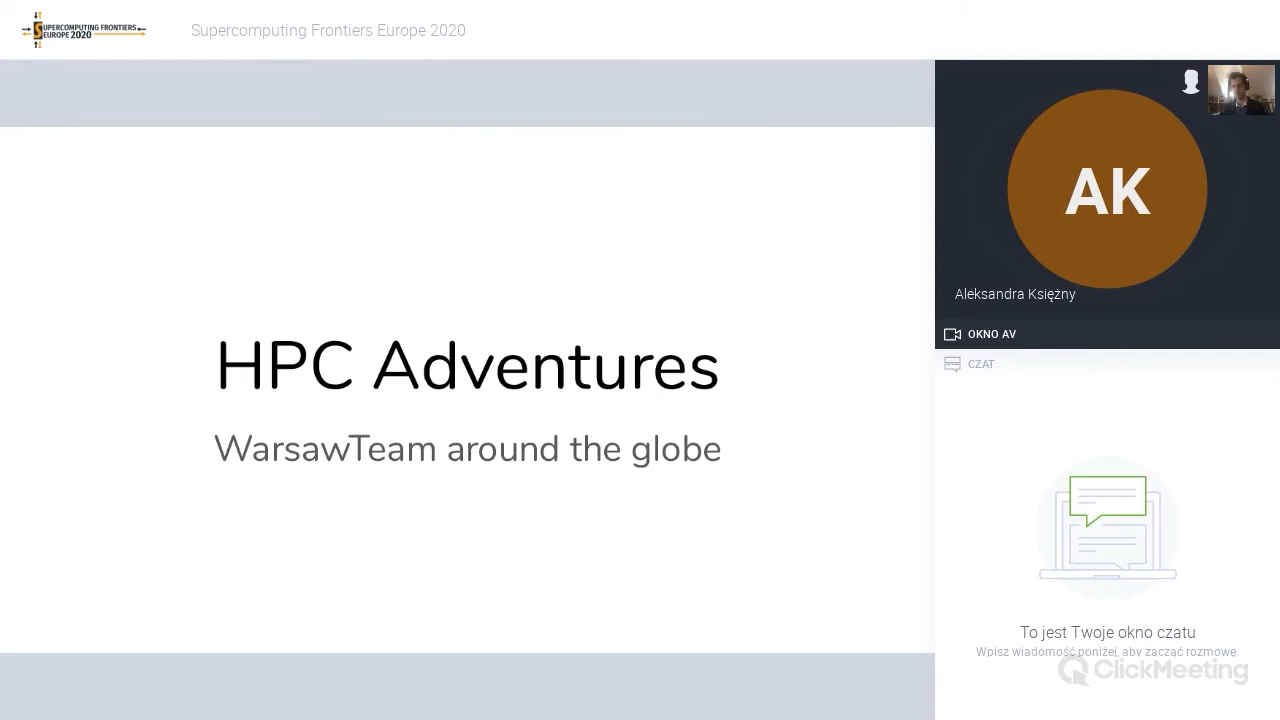 SUPERCOMPUTING FRONTIERS
EUROPE 2020
Supercomputing Frontiers Europe 2020
HPC Adventures
WarsawTeam around the globe
AK
Aleksandra Księżny
OKNO AV
CZAT
To jest Twoje okno czatu
Wpisz wiadomość poniżej, aby zacząć rozmowę.
ClickMeeting